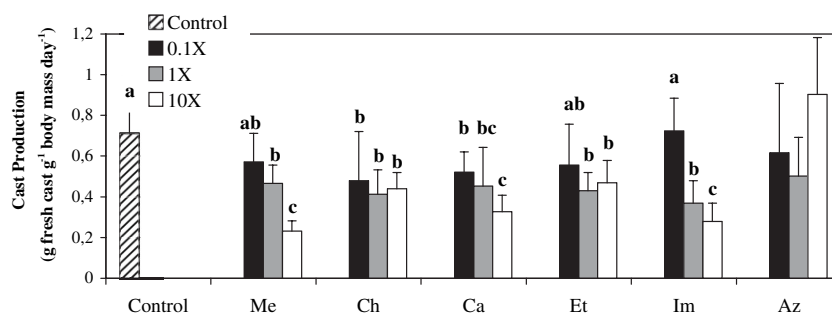 Cast Production
(g fresh cast g⁻¹ body mass day⁻¹)
1,2
1
0,8
0,6
0,4
0,2
0
Control
0.1X
1X
10X
a
ab
b
c
b
b
b
b
bc
c
ab
b
b
a
b
c
Control
Me
Ch
Ca
Et
Im
Az